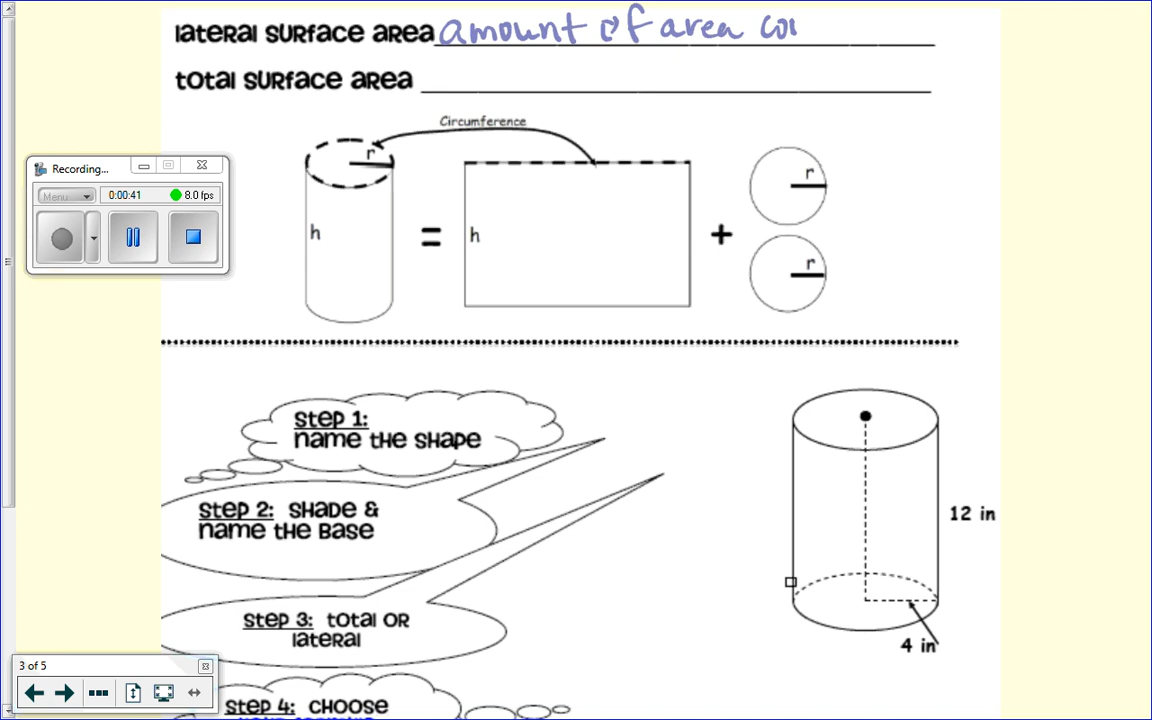 lateral surface area amount of area co
total surface area
Circumference
r
h
=
h
+
r
r
Recording...
Menu
0:00:41
8.0 fps
Step 1:
name the shape
Step 2: shade &
name the base
Step 3: total or
lateral
Step 4: choose
12 in
4 in
3 of 5